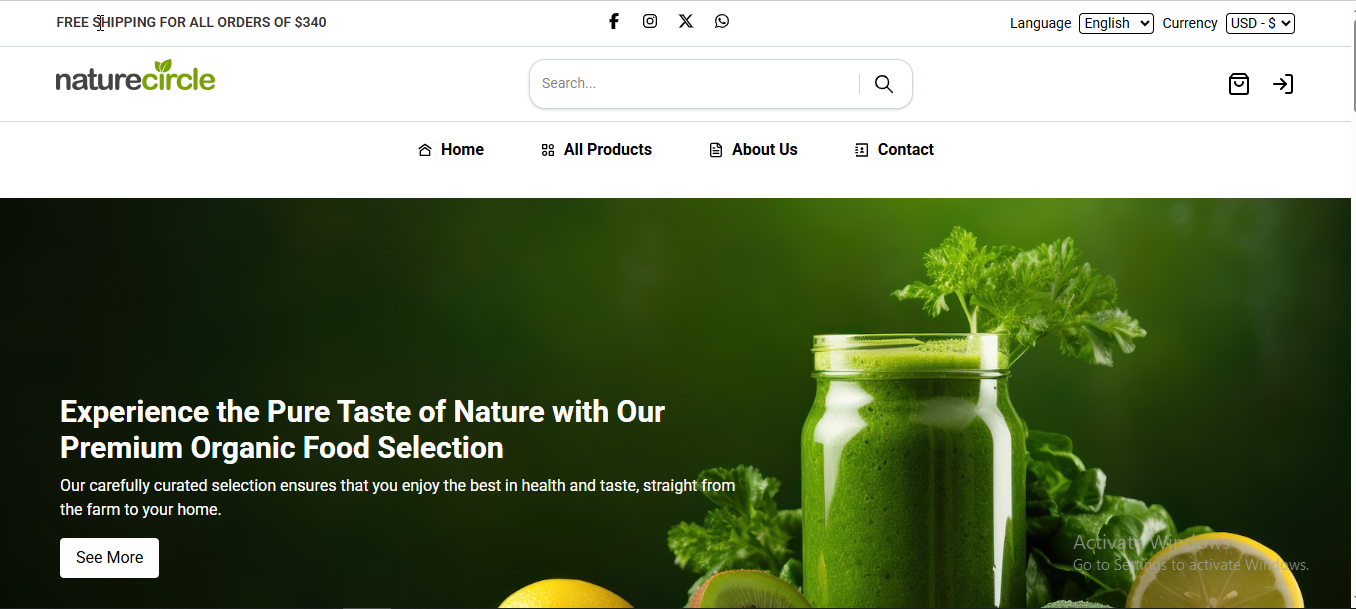 FREE SHIPPING FOR ALL ORDERS OF $340
Language English Currency USD - $
naturecircle
Search...
Home All Products About Us Contact
Experience the Pure Taste of Nature with Our
Premium Organic Food Selection
Our carefully curated selection ensures that you enjoy the best in health and taste, straight from
the farm to your home.
See More
Activate Windows
Go to Settings to activate Windows.